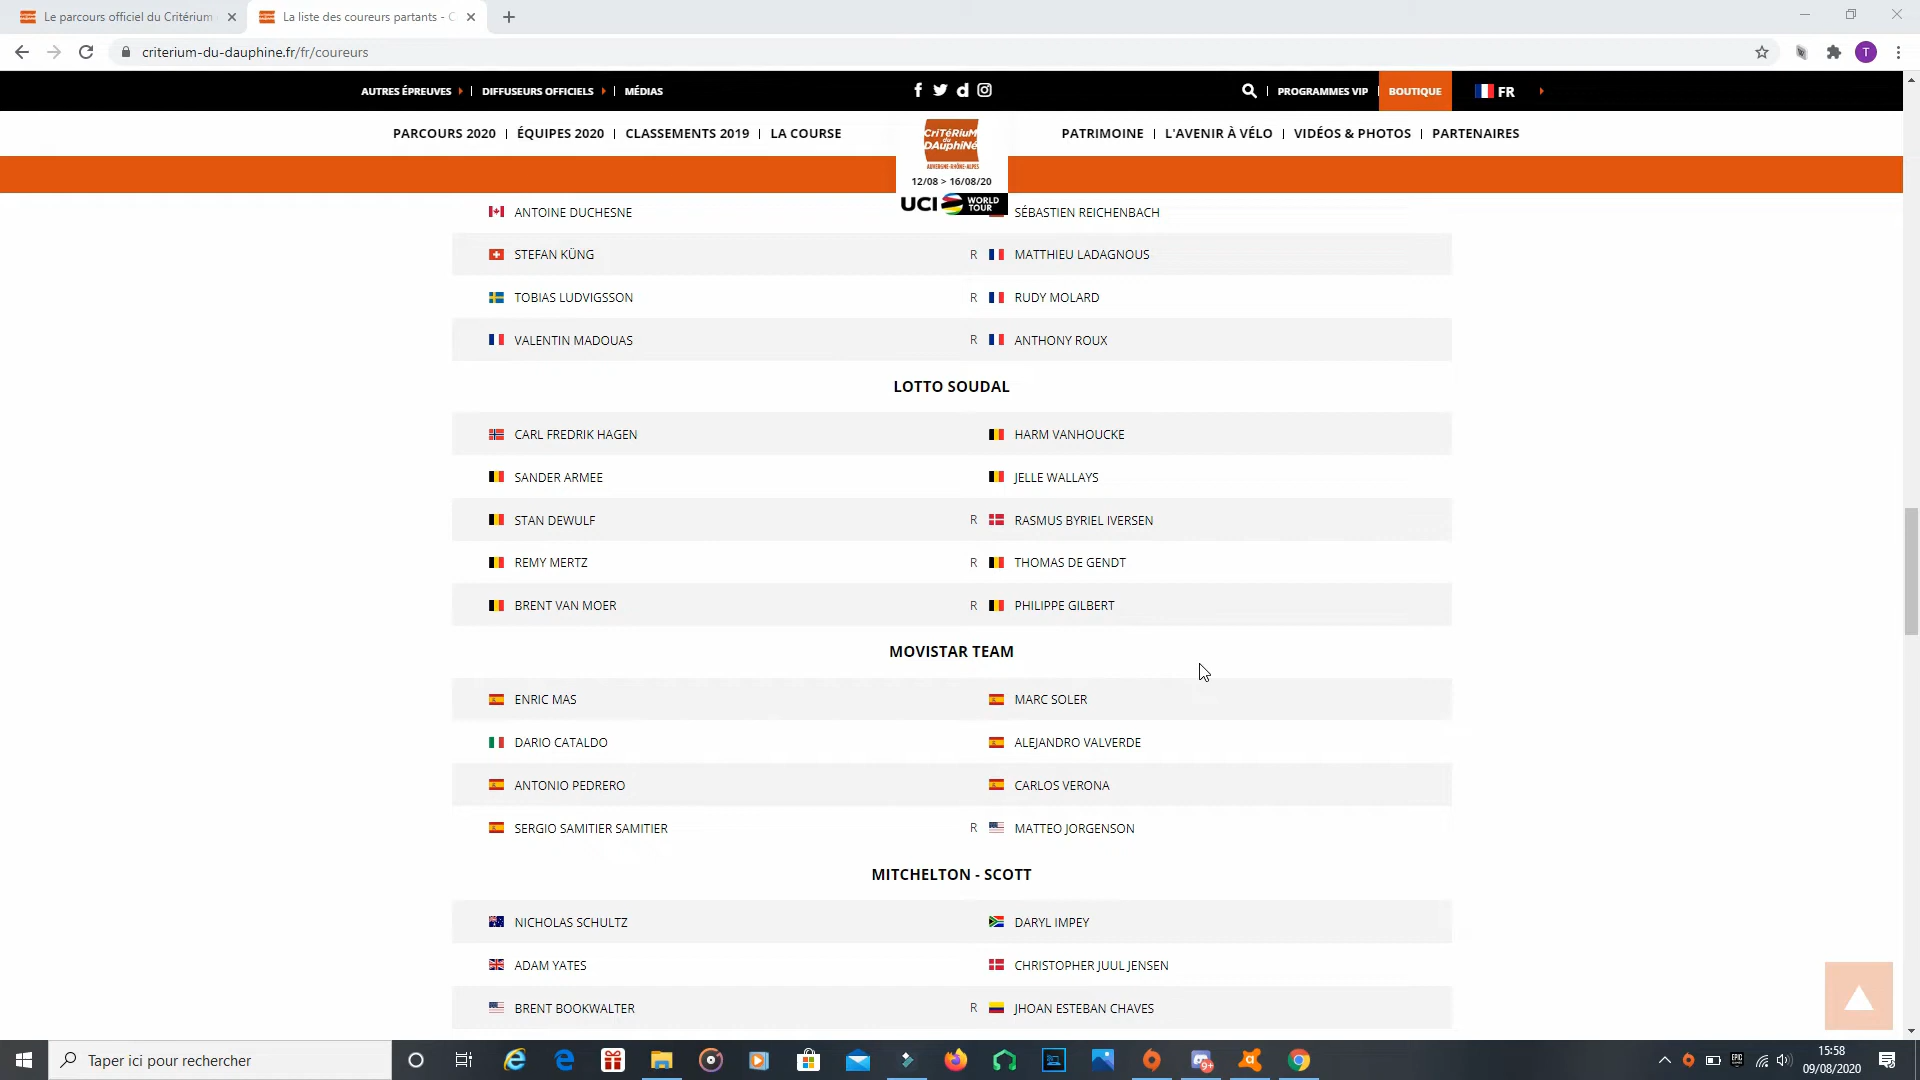 Le parcours officiel du Critérium
La liste des coureurs partants - C
criterium-du-dauphine.fr/fr/coureurs
T
AUTRES ÉPREUVES
DIFFUSEURS OFFICIELS
MÉDIAS
PROGRAMMES VIP
BOUTIQUE
FR
PARCOURS 2020
ÉQUIPES 2020
CLASSEMENTS 2019
LA COURSE
CRITÉRIUM
DU
DAUPHINÉ
AUVERGNE-RHÔNE-ALPES
12/08 > 16/08/20
UCI WORLD TOUR
PATRIMOINE
L'AVENIR À VÉLO
VIDÉOS & PHOTOS
PARTENAIRES
ANTOINE DUCHESNE
SÉBASTIEN REICHENBACH
STEFAN KÜNG
R MATTHIEU LADAGNOUS
TOBIAS LUDVIGSSON
R RUDY MOLARD
VALENTIN MADOUAS
R ANTHONY ROUX
LOTTO SOUDAL
CARL FREDRIK HAGEN
HARM VANHOUCKE
SANDER ARMEE
JELLE WALLAYS
STAN DEWULF
R RASMUS BYRIEL IVERSEN
REMY MERTZ
R THOMAS DE GENDT
BRENT VAN MOER
R PHILIPPE GILBERT
MOVISTAR TEAM
ENRIC MAS
MARC SOLER
DARIO CATALDO
ALEJANDRO VALVERDE
ANTONIO PEDRERO
CARLOS VERONA
SERGIO SAMITIER SAMITIER
R MATTEO JORGENSON
MITCHELTON - SCOTT
NICHOLAS SCHULTZ
DARYL IMPEY
ADAM YATES
CHRISTOPHER JUUL JENSEN
BRENT BOOKWALTER
R JHOAN ESTEBAN CHAVES
Taper ici pour rechercher
9+
EPIC
15:58
09/08/2020